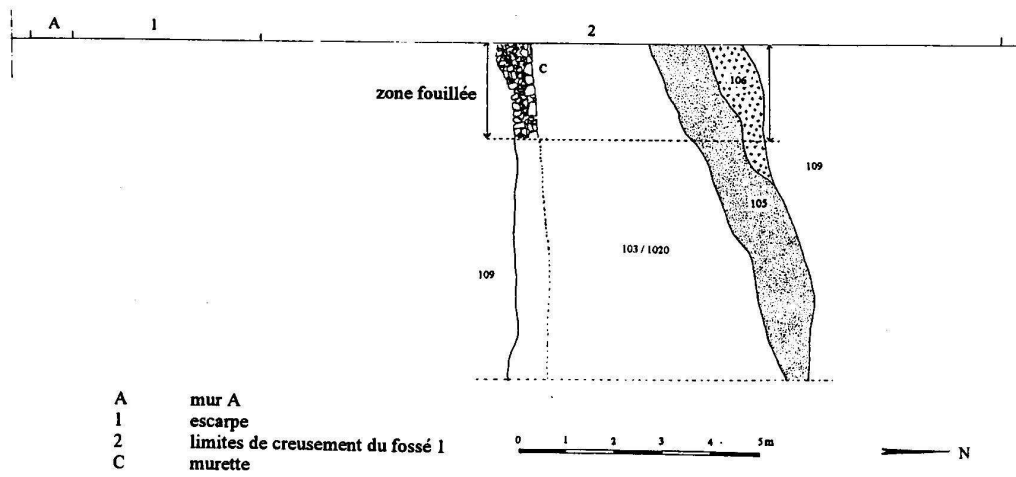 A 1 2
C
106
zone fouillée
109
105
103 / 1020
109
A mur A
1 escarpe
2 limites de creusement du fossé 1
C murette
0 1 2 3 4 5m
N